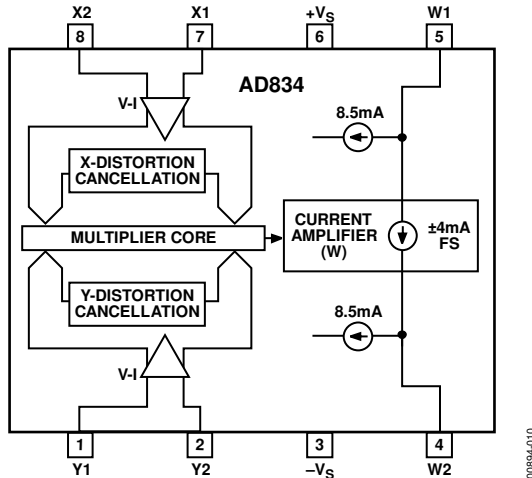 X2 X1 +VS W1
8 7 6 5
AD834
V-I
8.5mA
X-DISTORTION
CANCELLATION
MULTIPLIER CORE
CURRENT
AMPLIFIER
(W)
±4mA
FS
Y-DISTORTION
CANCELLATION
8.5mA
V-I
1 2 3 4
Y1 Y2 –VS W2
00894-010